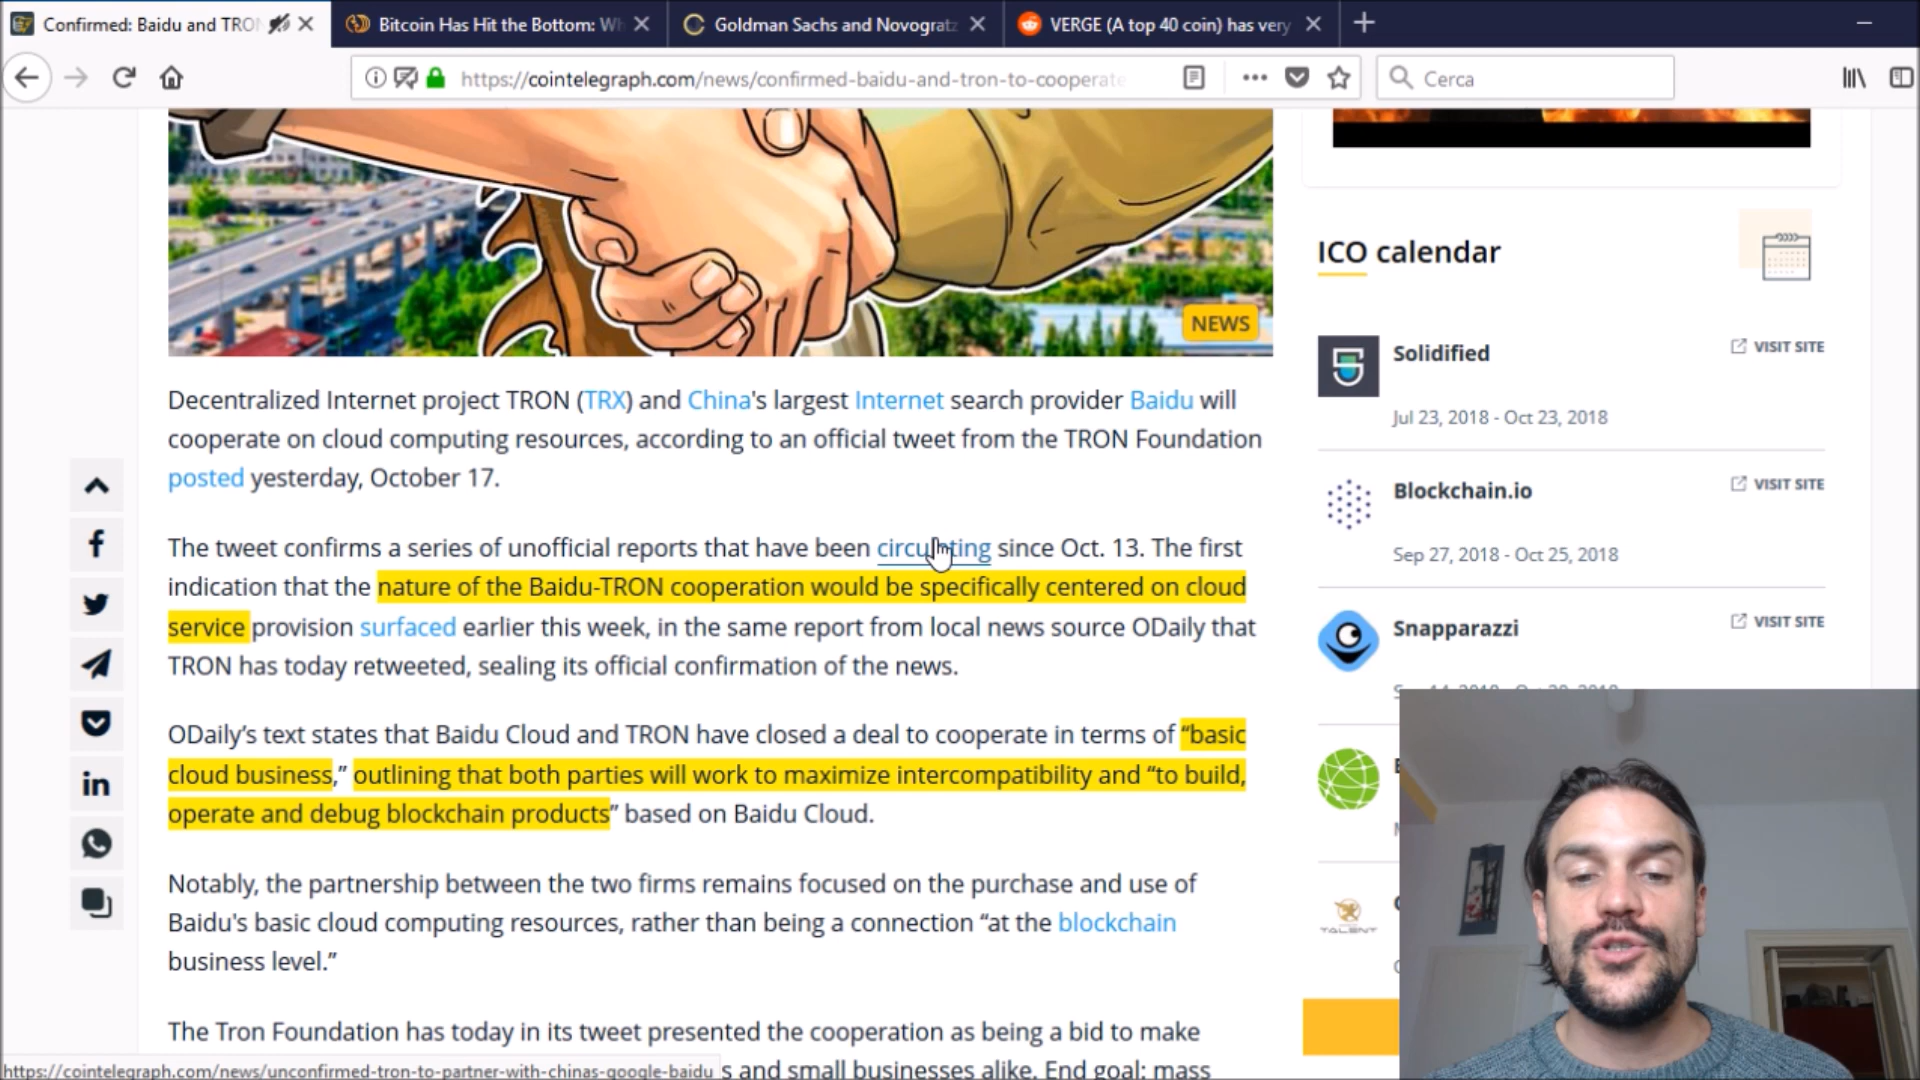 Confirmed: Baidu and TRON
Bitcoin Has Hit the Bottom: Wh
Goldman Sachs and Novogratz
VERGE (A top 40 coin) has very
https://cointelegraph.com/news/confirmed-baidu-and-tron-to-cooperate
Cerca
NEWS
Decentralized Internet project TRON (TRX) and China's largest Internet search provider Baidu will
cooperate on cloud computing resources, according to an official tweet from the TRON Foundation
posted yesterday, October 17.
The tweet confirms a series of unofficial reports that have been circulating since Oct. 13. The first
indication that the nature of the Baidu-TRON cooperation would be specifically centered on cloud
service provision surfaced earlier this week, in the same report from local news source ODaily that
TRON has today retweeted, sealing its official confirmation of the news.
ODaily’s text states that Baidu Cloud and TRON have closed a deal to cooperate in terms of “basic
cloud business,” outlining that both parties will work to maximize intercompatibility and “to build,
operate and debug blockchain products” based on Baidu Cloud.
Notably, the partnership between the two firms remains focused on the purchase and use of
Baidu's basic cloud computing resources, rather than being a connection “at the blockchain
business level.”
The Tron Foundation has today in its tweet presented the cooperation as being a bid to make
s and small businesses alike. End goal: mass
https://cointelegraph.com/news/unconfirmed-tron-to-partner-with-chinas-google-baidu
ICO calendar
Solidified
VISIT SITE
Jul 23, 2018 - Oct 23, 2018
Blockchain.io
VISIT SITE
Sep 27, 2018 - Oct 25, 2018
Snapparazzi
VISIT SITE
TALENT